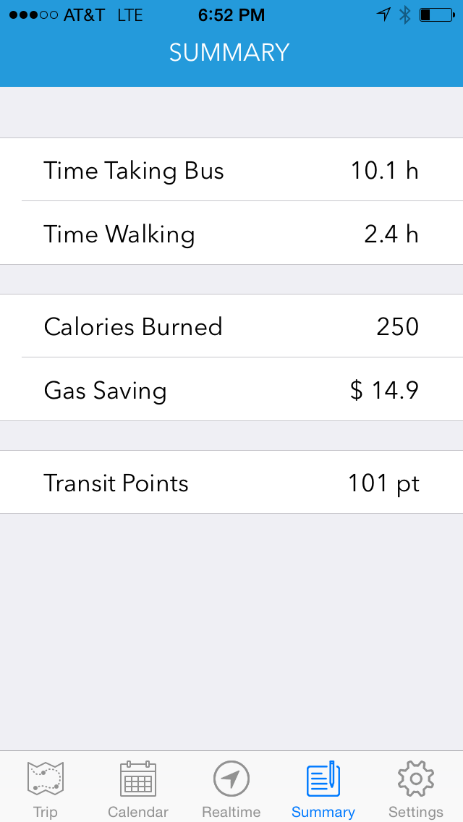 AT&T LTE 6:52 PM
SUMMARY
Time Taking Bus 10.1 h
Time Walking 2.4 h
Calories Burned 250
Gas Saving $ 14.9
Transit Points 101 pt
Trip Calendar Realtime Summary Settings